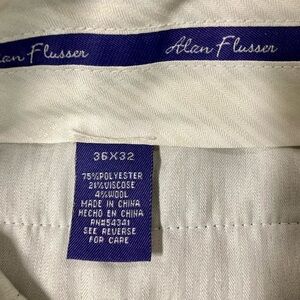 Alan Flusser Alan Flusser
36X32
75%POLYESTER
21%VISCOSE
4%WOOL
MADE IN CHINA
HECHO EN CHINA
RN#54341
SEE REVERSE
FOR CARE